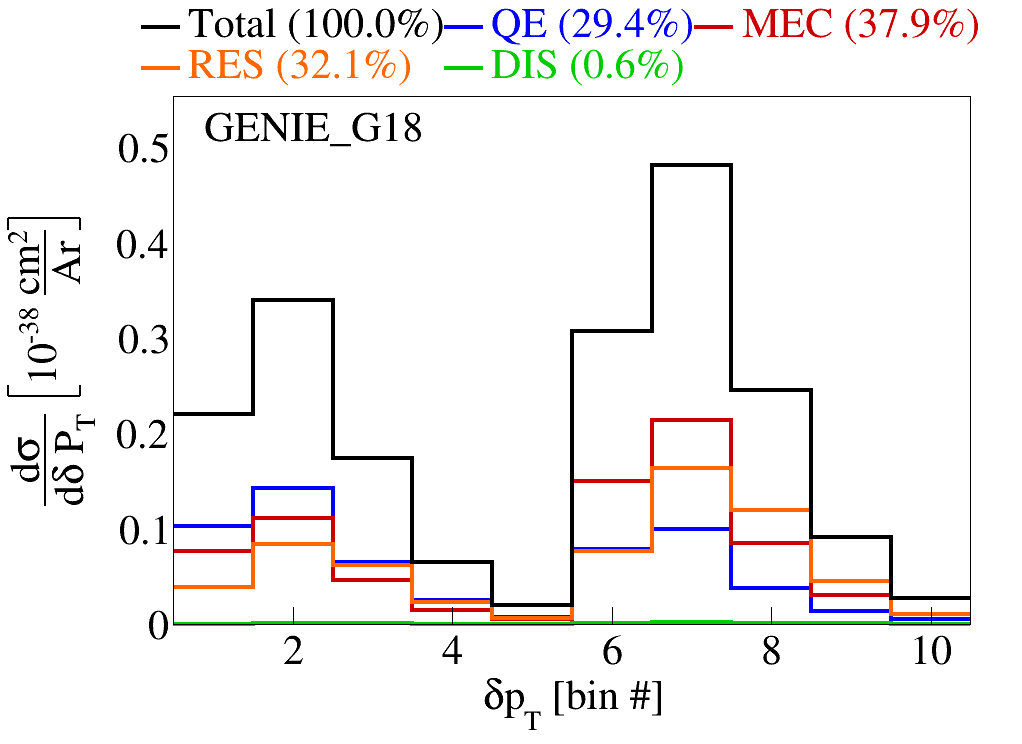 Total (100.0%) QE (29.4%) MEC (37.9%)
RES (32.1%) DIS (0.6%)
GENIE_G18
0.5
0.4
0.3
0.2
0.1
0
dσ/dδ P_T [10^-38 cm^2/Ar]
2 4 6 8 10
δp_T [bin #]